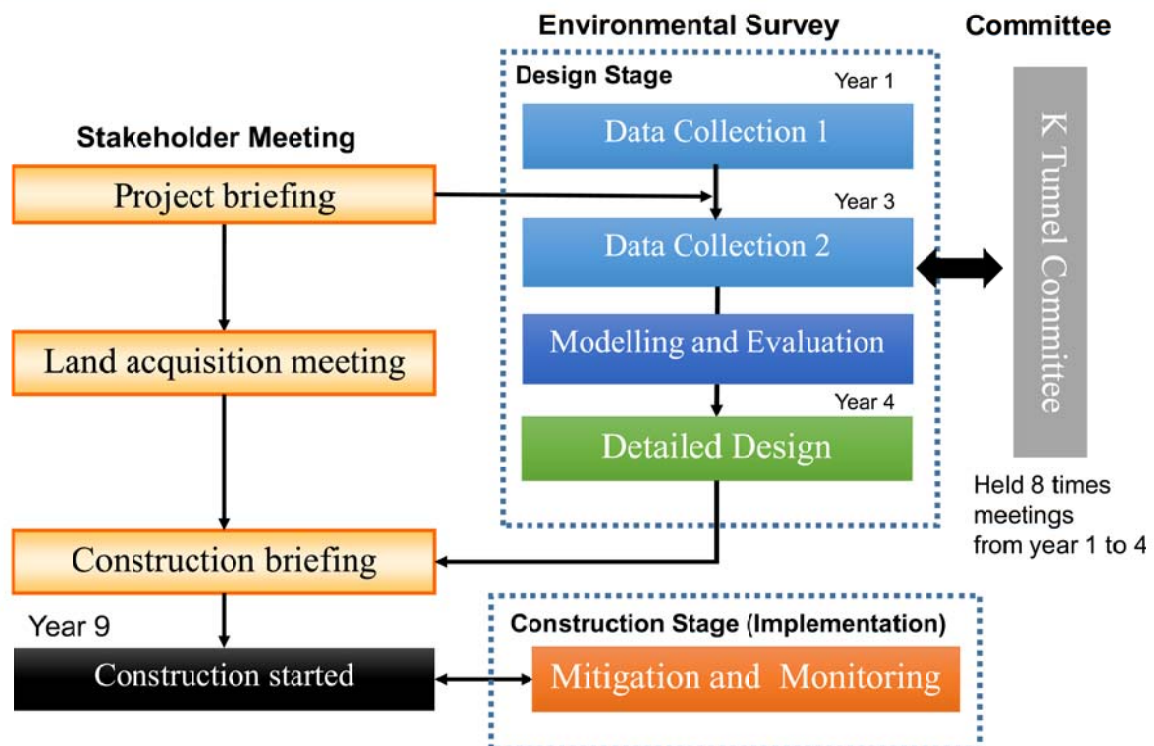 Environmental Survey
Committee
Design Stage
Year 1
Data Collection 1
Stakeholder Meeting
Project briefing
Year 3
Data Collection 2
K Tunnel Committee
Land acquisition meeting
Modelling and Evaluation
Year 4
Detailed Design
Held 8 times
meetings
from year 1 to 4
Construction briefing
Year 9
Construction started
Construction Stage (Implementation)
Mitigation and Monitoring